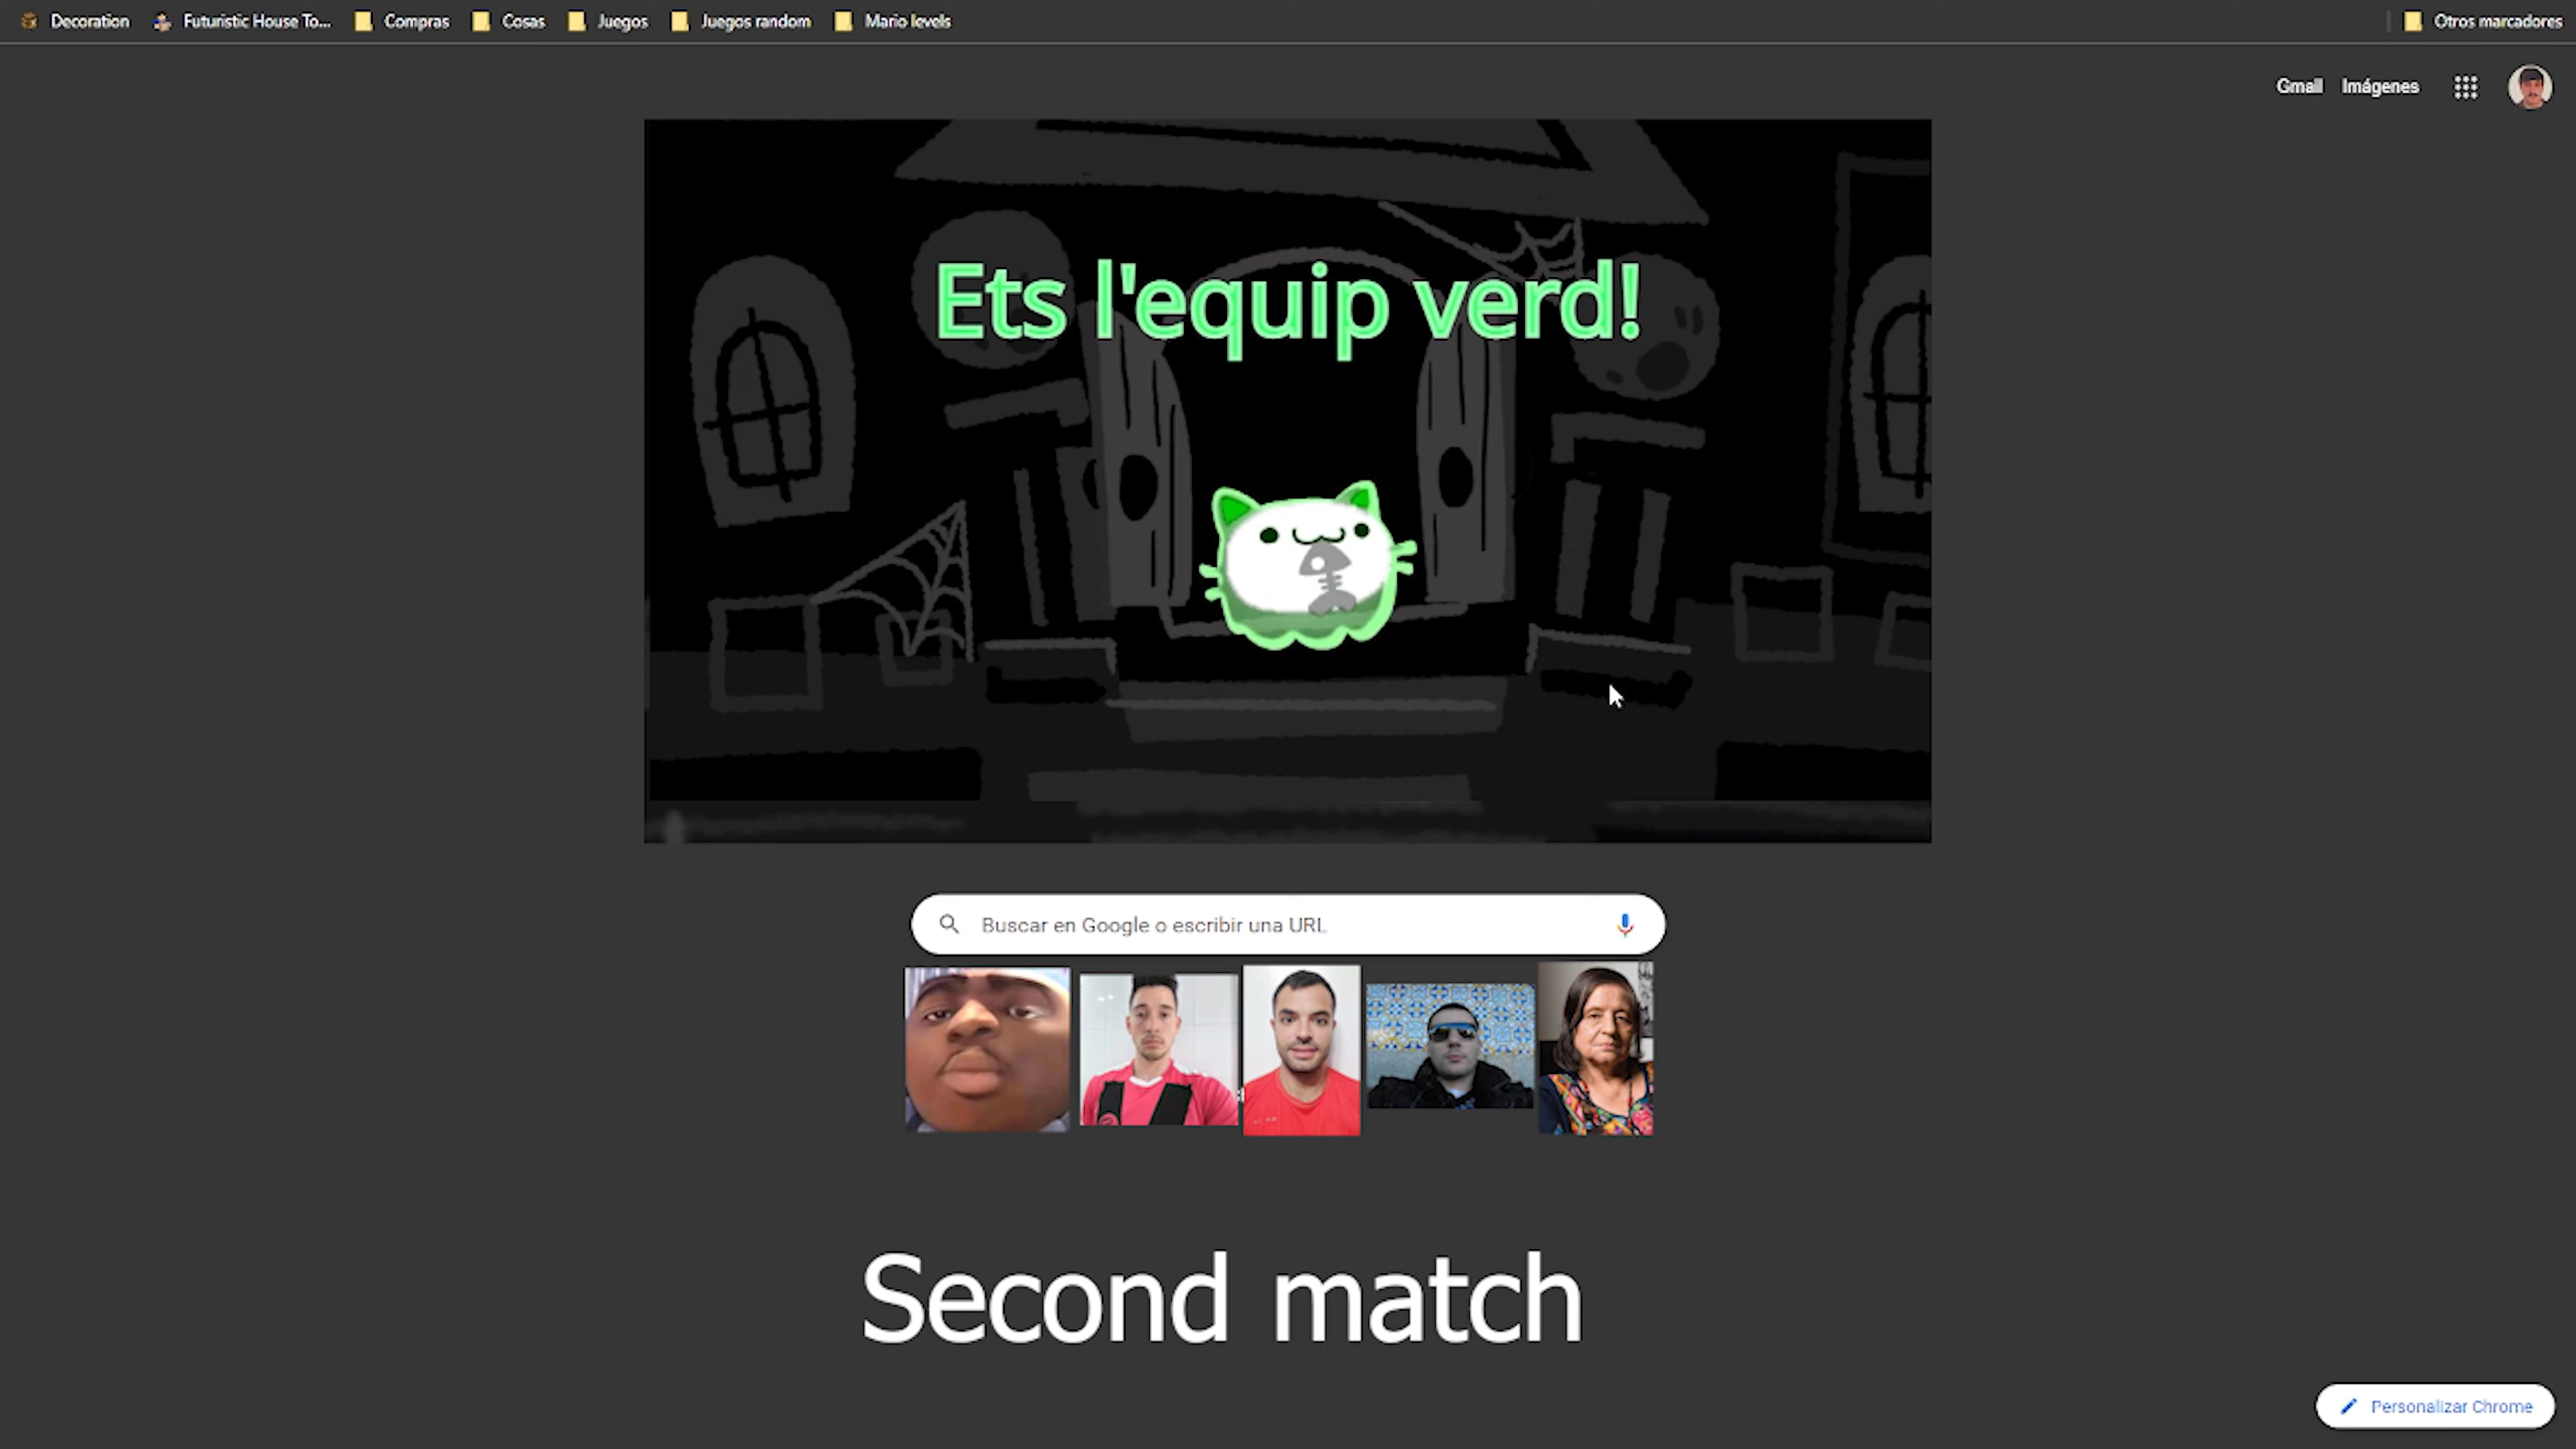 Decoration Futuristic House To... Compras Cosas Juegos Juegos random Mario levels Otros marcadores
Gmail Imágenes
Ets l'equip verd!
Buscar en Google o escribir una URL
Second match
Personalizar Chrome